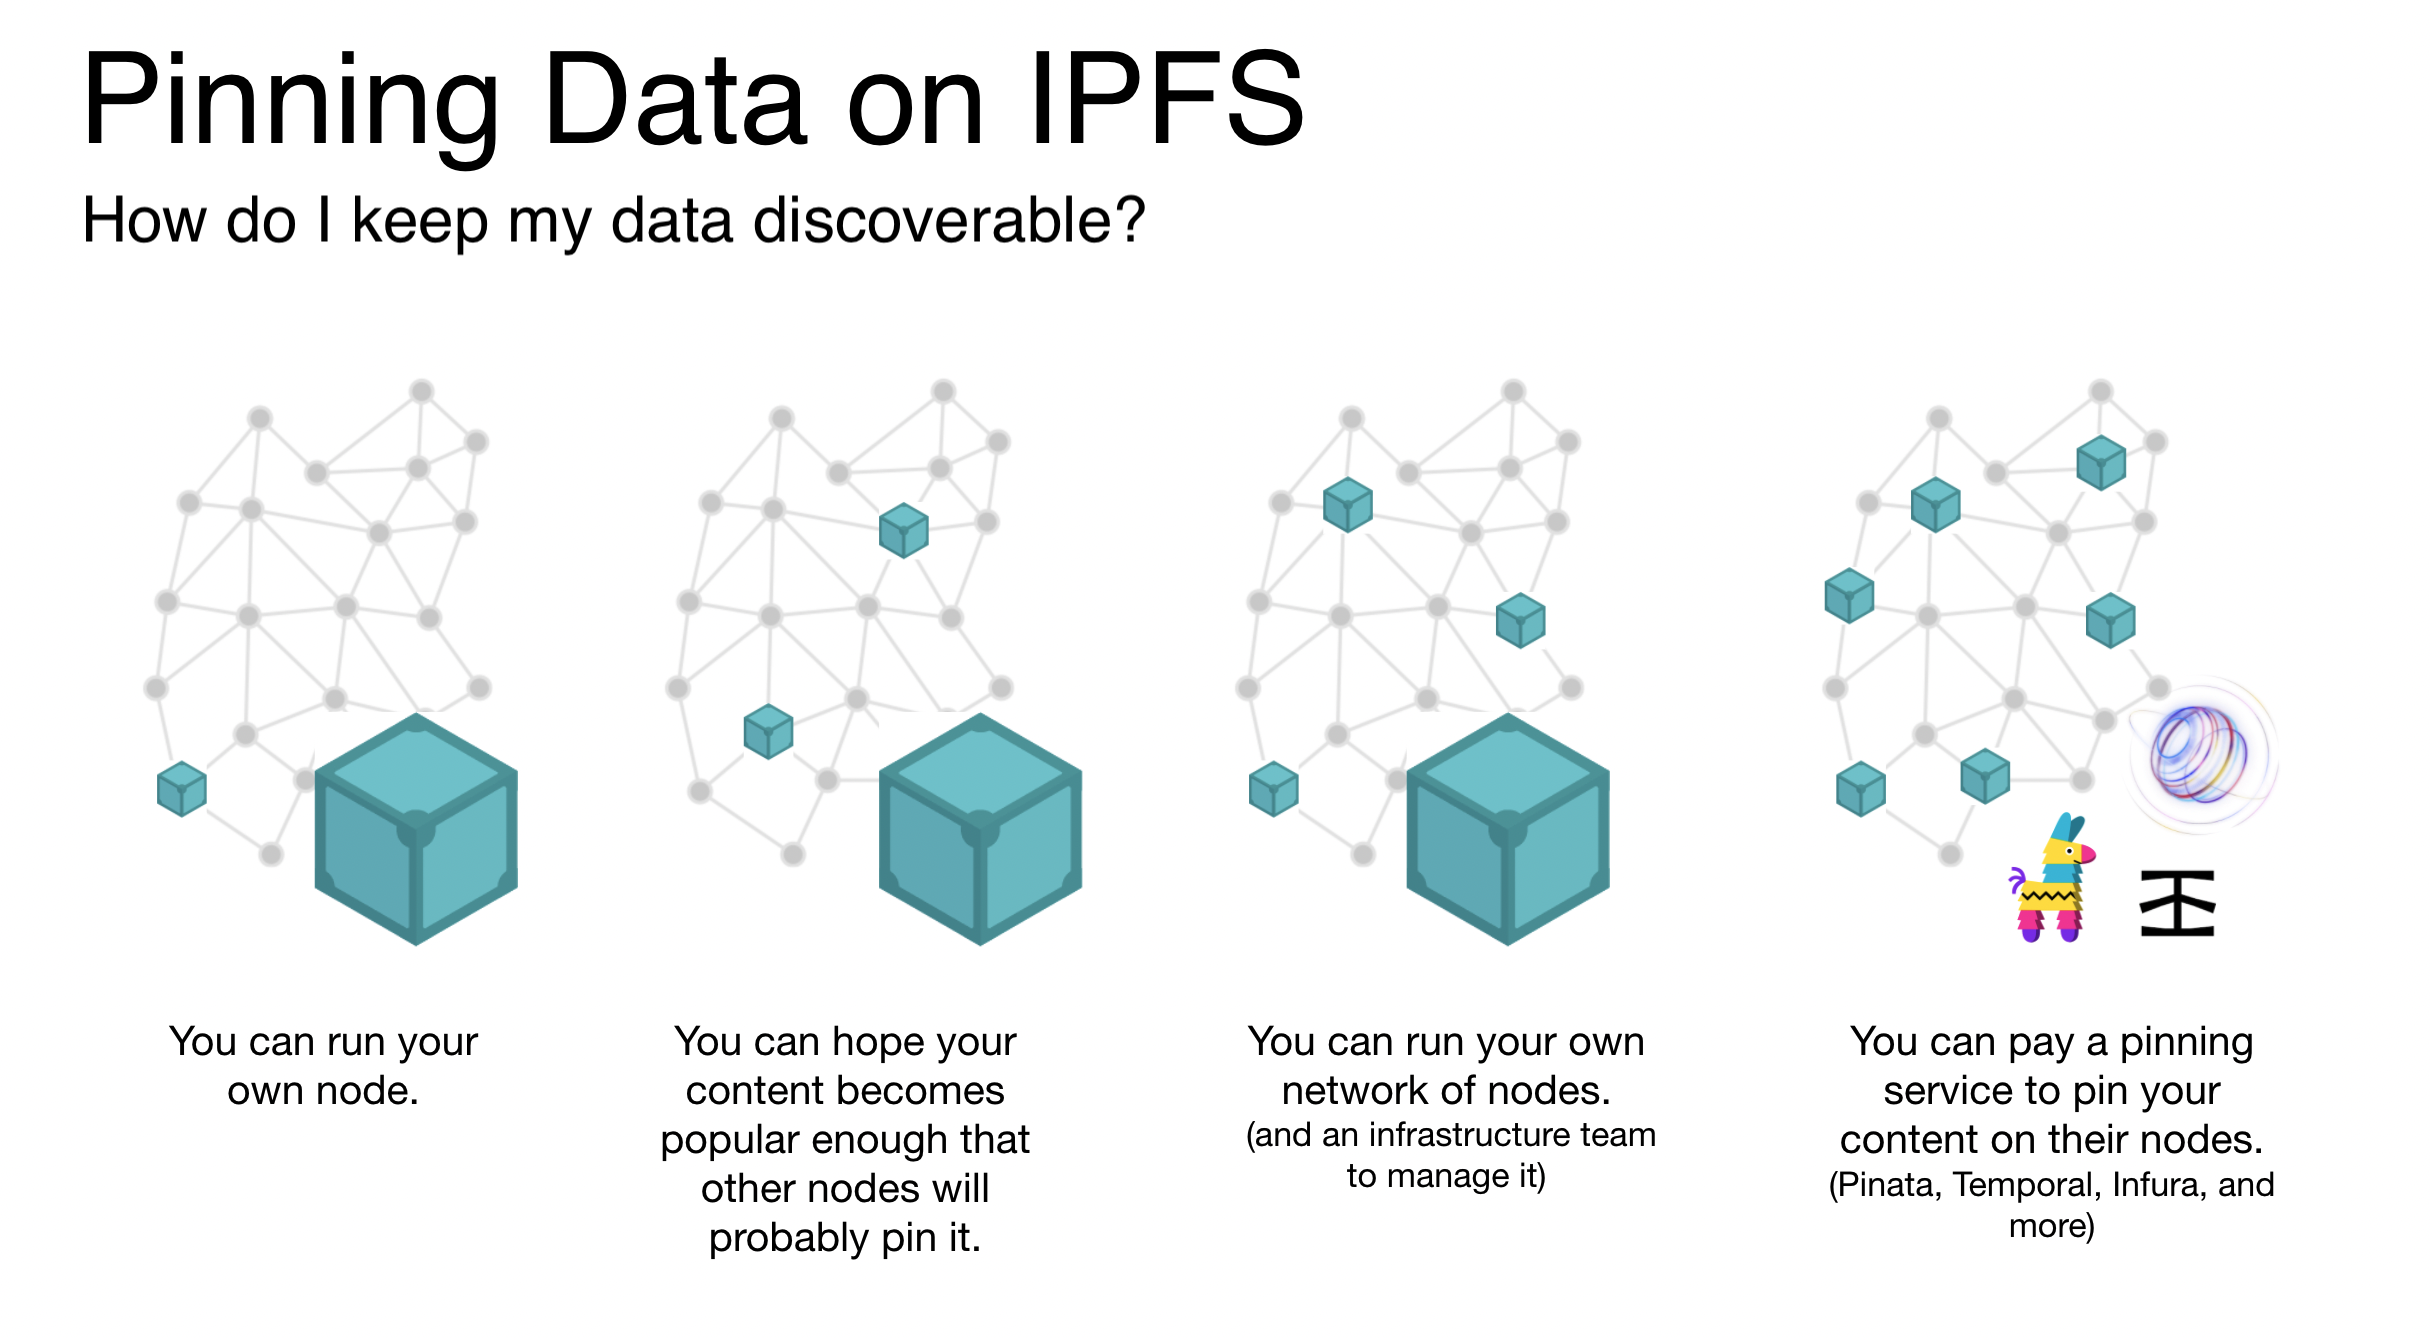 Pinning Data on IPFS
How do I keep my data discoverable?
You can run your
own node.
You can hope your
content becomes
popular enough that
other nodes will
probably pin it.
You can run your own
network of nodes.
(and an infrastructure team
to manage it)
You can pay a pinning
service to pin your
content on their nodes.
(Pinata, Temporal, Infura, and
more)